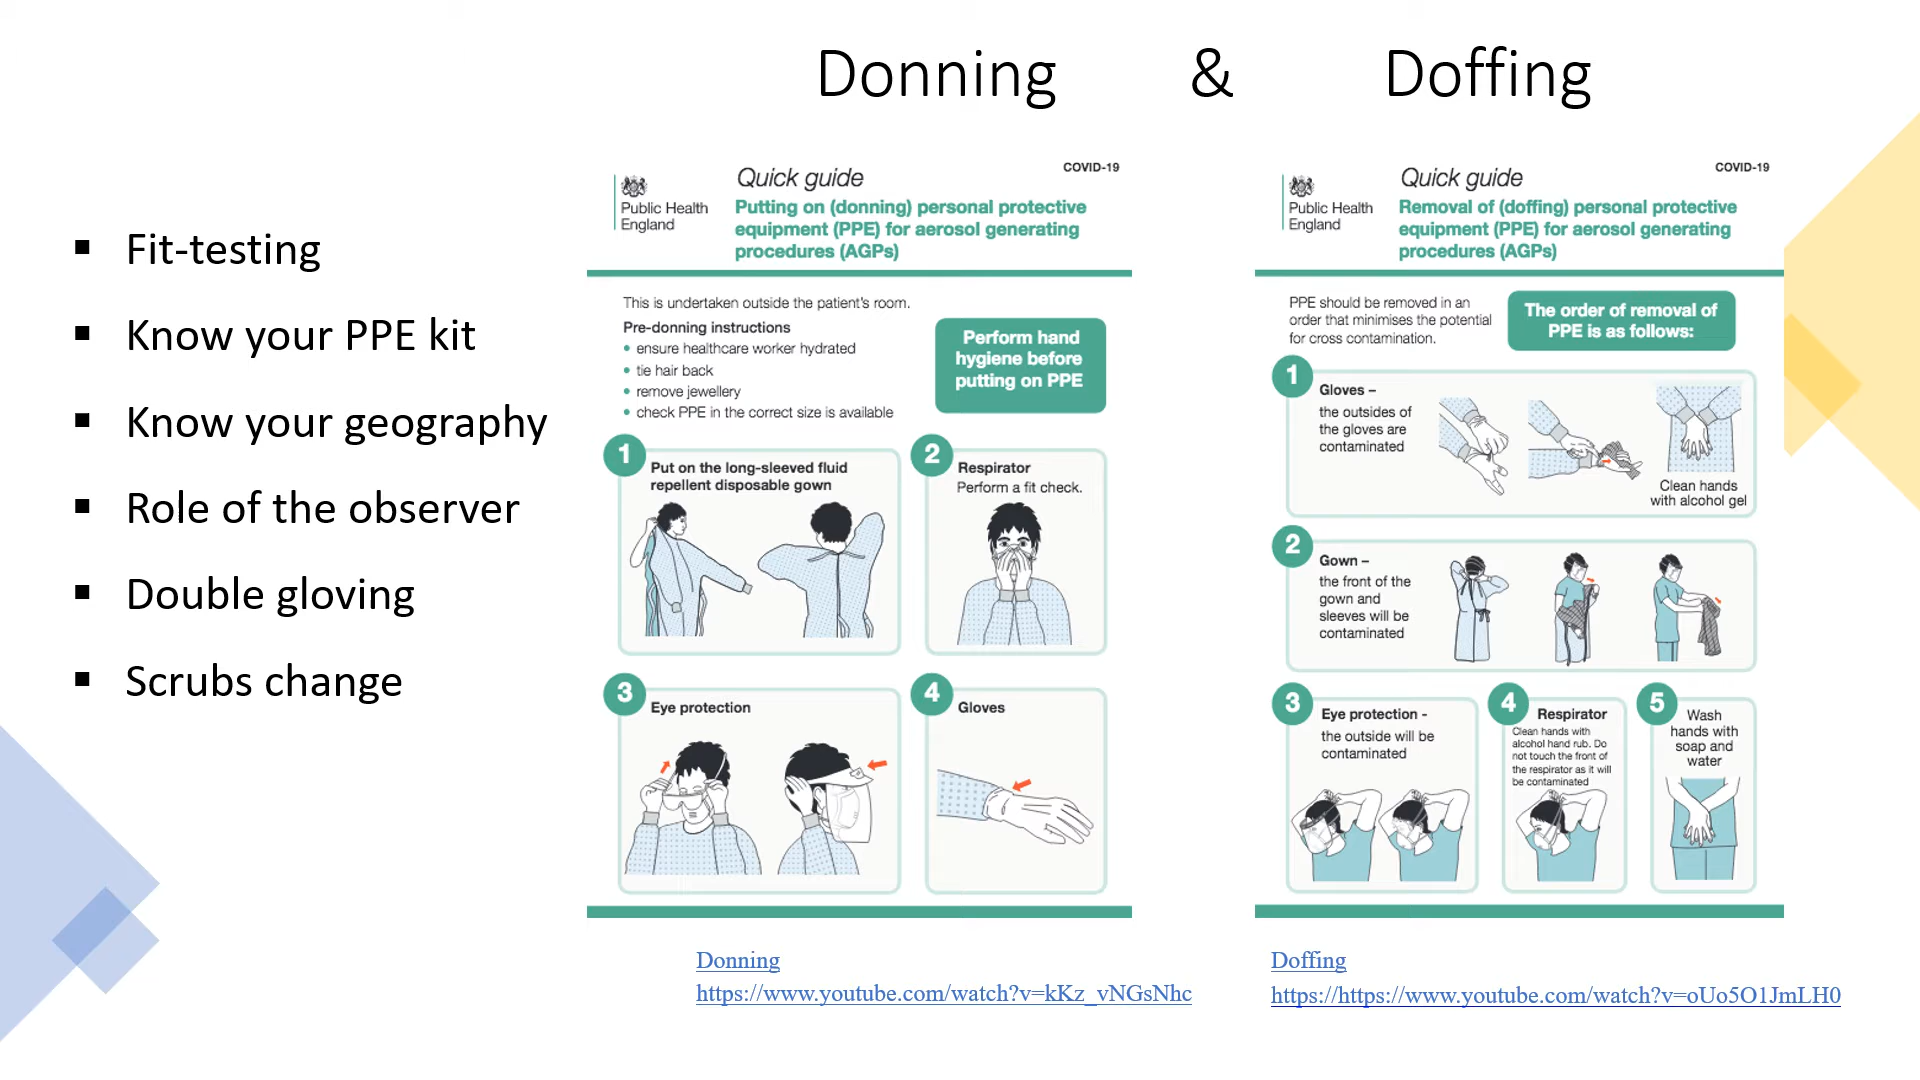 Donning & Doffing
Fit-testing
Know your PPE kit
Know your geography
Role of the observer
Double gloving
Scrubs change
Public Health
England
Quick guide
COVID-19
Putting on (donning) personal protective
equipment (PPE) for aerosol generating
procedures (AGPs)
This is undertaken outside the patient's room.
Pre-donning instructions
• ensure healthcare worker hydrated
• tie hair back
• remove jewellery
• check PPE in the correct size is available
Perform hand
hygiene before
putting on PPE
1
Put on the long-sleeved fluid
repellent disposable gown
2
Respirator
Perform a fit check.
3
Eye protection
4
Gloves
Donning
https://www.youtube.com/watch?v=kKz_vNGsNhc
Public Health
England
Quick guide
COVID-19
Removal of (doffing) personal protective
equipment (PPE) for aerosol generating
procedures (AGPs)
PPE should be removed in an
order that minimises the potential
for cross contamination.
The order of removal of
PPE is as follows:
1
Gloves –
the outsides of
the gloves are
contaminated
Clean hands
with alcohol gel
2
Gown –
the front of the
gown and
sleeves will be
contaminated
3
Eye protection -
the outside will be
contaminated
4
Respirator
Clean hands with
alcohol hand rub. Do
not touch the front of
the respirator as it will
be contaminated
5
Wash
hands with
soap and
water
Doffing
https://https://www.youtube.com/watch?v=oUo5O1JmLH0